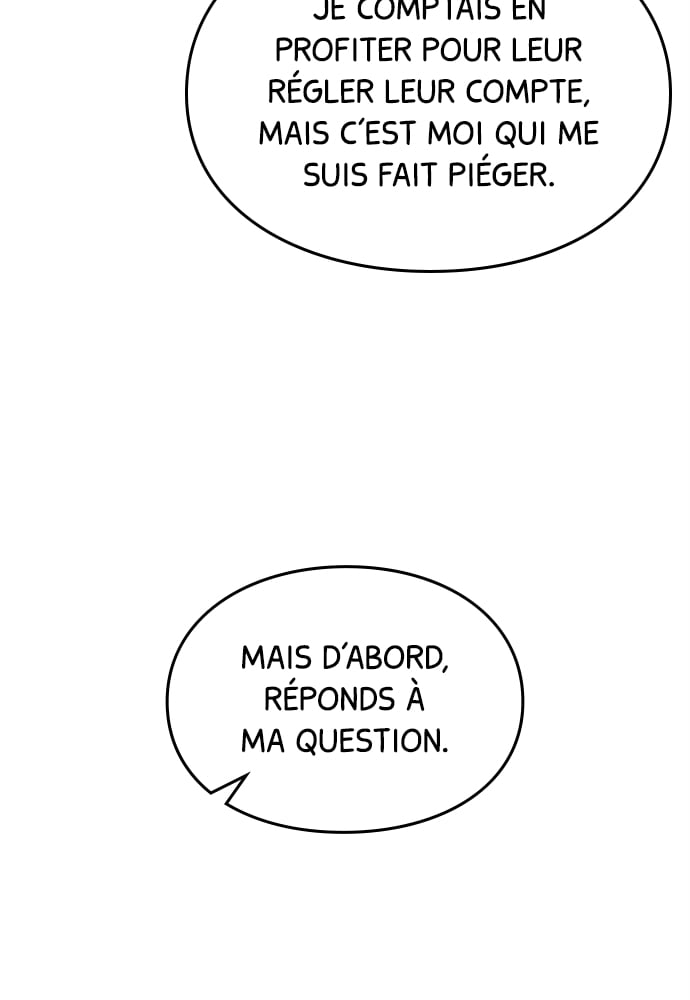 JE COMPTAIS EN
PROFITER POUR LEUR
RÉGLER LEUR COMPTE,
MAIS C'EST MOI QUI ME
SUIS FAIT PIÉGER.
MAIS D'ABORD,
RÉPONDS À
MA QUESTION.